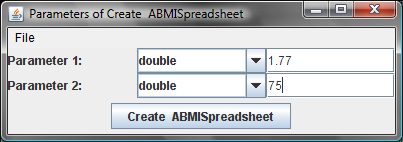 Parameters of Create ABMISpreadsheet
File
Parameter 1: double 1.77
Parameter 2: double 75
Create ABMISpreadsheet